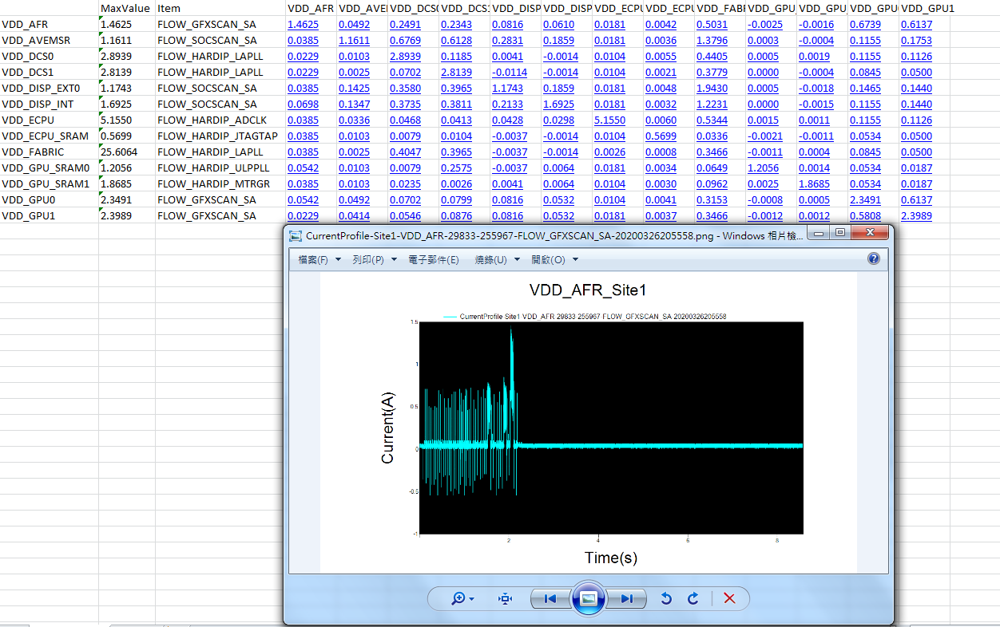 MaxValue Item VDD_AFR VDD_AVE VDD_DCS0 VDD_DCS1 VDD_DISP VDD_DISP VDD_ECPU VDD_ECPU VDD_FAB VDD_GPU_ VDD_GPU_ VDD_GPU VDD_GPU1
VDD_AFR 1.4625 FLOW_GFXSCAN_SA 1.4625 0.0492 0.2491 0.2343 0.0816 0.0610 0.0181 0.0042 0.5031 -0.0025 -0.0016 0.6739 0.6137
VDD_AVEMSR 1.1611 FLOW_SOCSCAN_SA 0.0385 1.1611 0.6769 0.6128 0.2831 0.1859 0.0181 0.0036 1.3796 0.0003 -0.0004 0.1155 0.1753
VDD_DCS0 2.8939 FLOW_HARDIP_LAPLL 0.0229 0.0103 2.8939 0.1185 0.0041 -0.0014 0.0104 0.0055 0.4405 0.0005 0.0019 0.1155 0.1126
VDD_DCS1 2.8139 FLOW_HARDIP_LAPLL 0.0229 0.0025 0.0702 2.8139 -0.0114 -0.0014 0.0104 0.0021 0.3779 0.0000 -0.0004 0.0845 0.0500
VDD_DISP_EXT0 1.1743 FLOW_SOCSCAN_SA 0.0385 0.1425 0.3580 0.3965 1.1743 0.1859 0.0181 0.0048 1.9430 0.0005 -0.0018 0.1465 0.1440
VDD_DISP_INT 1.6925 FLOW_SOCSCAN_SA 0.0698 0.1347 0.3735 0.3811 0.2133 1.6925 0.0181 0.0032 1.2231 0.0000 -0.0015 0.1155 0.1440
VDD_ECPU 5.1550 FLOW_HARDIP_ADCLK 0.0385 0.0336 0.0468 0.0413 0.0428 0.0298 5.1550 0.0060 0.5344 0.0015 0.0011 0.1155 0.1126
VDD_ECPU_SRAM 0.5699 FLOW_HARDIP_JTAGTAP 0.0385 0.0103 0.0079 0.0104 -0.0037 -0.0014 0.0104 0.5699 0.0336 -0.0021 -0.0011 0.0534 0.0500
VDD_FABRIC 25.6064 FLOW_HARDIP_LAPLL 0.0385 0.0025 0.4047 0.3965 -0.0037 -0.0014 0.0026 0.0008 0.3466 -0.0011 0.0004 0.0845 0.0500
VDD_GPU_SRAM0 1.2056 FLOW_HARDIP_ULPPLL 0.0542 0.0103 0.0079 0.2575 -0.0037 0.0064 0.0181 0.0034 0.0649 1.2056 0.0014 0.0534 0.0187
VDD_GPU_SRAM1 1.8685 FLOW_HARDIP_MTRGR 0.0385 0.0103 0.0235 0.0026 0.0041 0.0064 0.0104 0.0030 0.0962 0.0025 1.8685 0.0534 0.0187
VDD_GPU0 2.3491 FLOW_GFXSCAN_SA 0.0542 0.0492 0.0702 0.0799 0.0816 0.0532 0.0104 0.0041 0.3153 -0.0008 0.0005 2.3491 0.6137
VDD_GPU1 2.3989 FLOW_GFXSCAN_SA 0.0229 0.0414 0.0546 0.0876 0.0816 0.0532 0.0181 0.0037 0.3466 -0.0012 0.0012 0.5808 2.3989
CurrentProfile-Site1-VDD_AFR-29833-255967-FLOW_GFXSCAN_SA-20200326205558.png - Windows 相片檢...
檔案(F) 列印(P) 電子郵件(E) 燒錄(U) 開啟(O)
VDD_AFR_Site1
CurrentProfile Site1 VDD_AFR-29833-255967-FLOW_GFXSCAN_SA 20200326205558
1.5
1
0.5
0
-0.5
-1
Current(A)
2 4 6 8
Time(s)